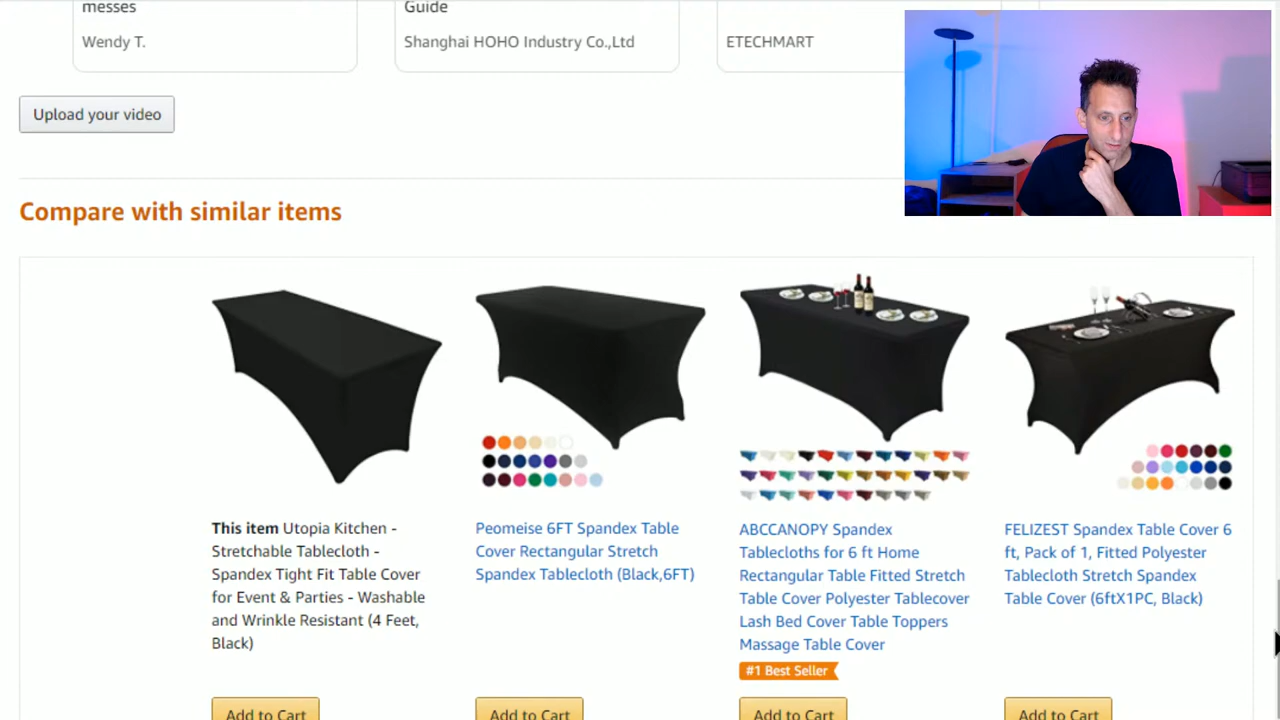 messes
Guide
Wendy T.
Shanghai HOHO Industry Co.,Ltd
ETECHMART
Upload your video
Compare with similar items
This item Utopia Kitchen -
Stretchable Tablecloth -
Spandex Tight Fit Table Cover
for Event & Parties - Washable
and Wrinkle Resistant (4 Feet,
Black)
Peomeise 6FT Spandex Table
Cover Rectangular Stretch
Spandex Tablecloth (Black,6FT)
ABCCANOPY Spandex
Tablecloths for 6 ft Home
Rectangular Table Fitted Stretch
Table Cover Polyester Tablecover
Lash Bed Cover Table Toppers
Massage Table Cover
#1 Best Seller
FELIZEST Spandex Table Cover 6
ft, Pack of 1, Fitted Polyester
Tablecloth Stretch Spandex
Table Cover (6ftX1PC, Black)
Add to Cart
Add to Cart
Add to Cart
Add to Cart